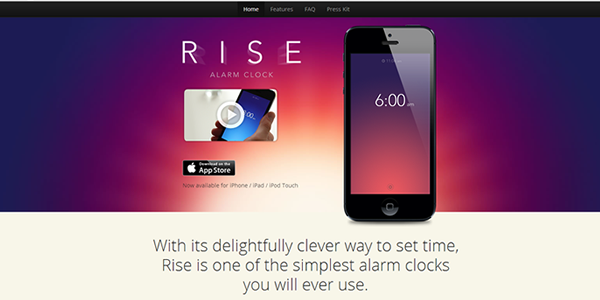 Home Features FAQ Press Kit
RISE
ALARM CLOCK
6:00 am
Download on the
App Store
Now available for iPhone / iPad / iPod Touch
With its delightfully clever way to set time,
Rise is one of the simplest alarm clocks
you will ever use.